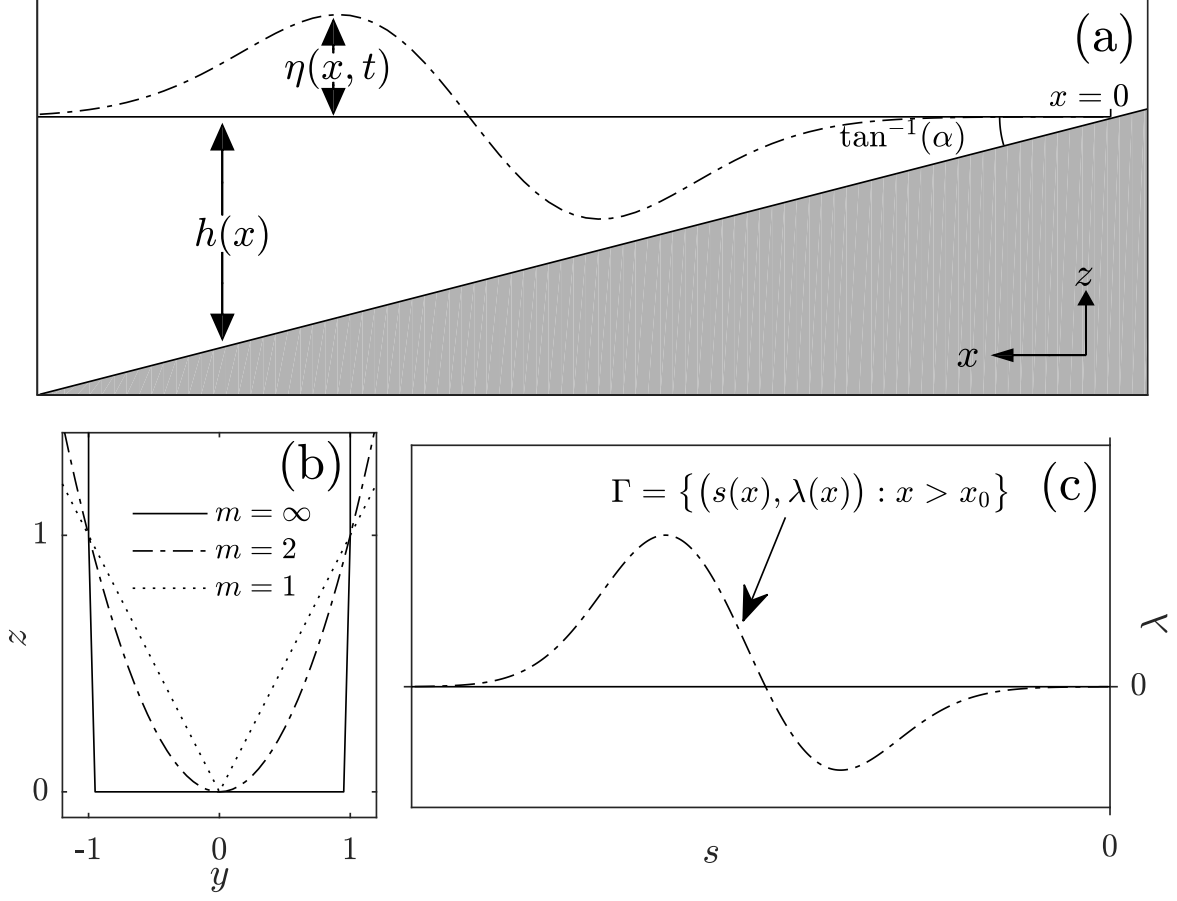 (a)
η(x, t)
x = 0
tan⁻¹(α)
h(x)
z
x
(b)
m = ∞
m = 2
m = 1
1
0
z
-1 0 1
y
(c)
Γ = {(s(x), λ(x)) : x > x₀}
λ
0
s
0